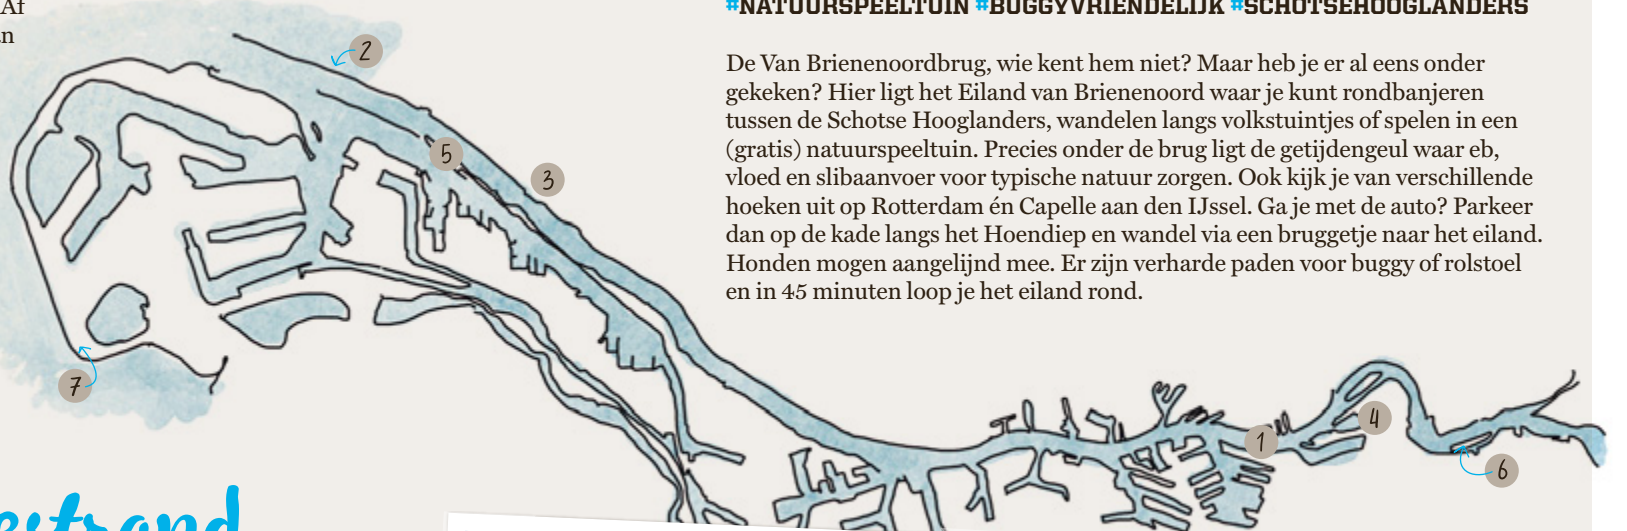 Af
n
#NATUURSPEELTUIN #BUGGYVRIENDELIJK #SCHOTSEHOOGLANDERS
De Van Brienenoordbrug, wie kent hem niet? Maar heb je er al eens onder
gekeken? Hier ligt het Eiland van Brienenoord waar je kunt rondbanjeren
tussen de Schotse Hooglanders, wandelen langs volkstuintjes of spelen in een
(gratis) natuurspeeltuin. Precies onder de brug ligt de getijdengeul waar eb,
vloed en slibaanvoer voor typische natuur zorgen. Ook kijk je van verschillende
hoeken uit op Rotterdam én Capelle aan den IJssel. Ga je met de auto? Parkeer
dan op de kade langs het Hoendiep en wandel via een bruggetje naar het eiland.
Honden mogen aangelijnd mee. Er zijn verharde paden voor buggy of rolstoel
en in 45 minuten loop je het eiland rond.
2
5
3
7
4
1
6